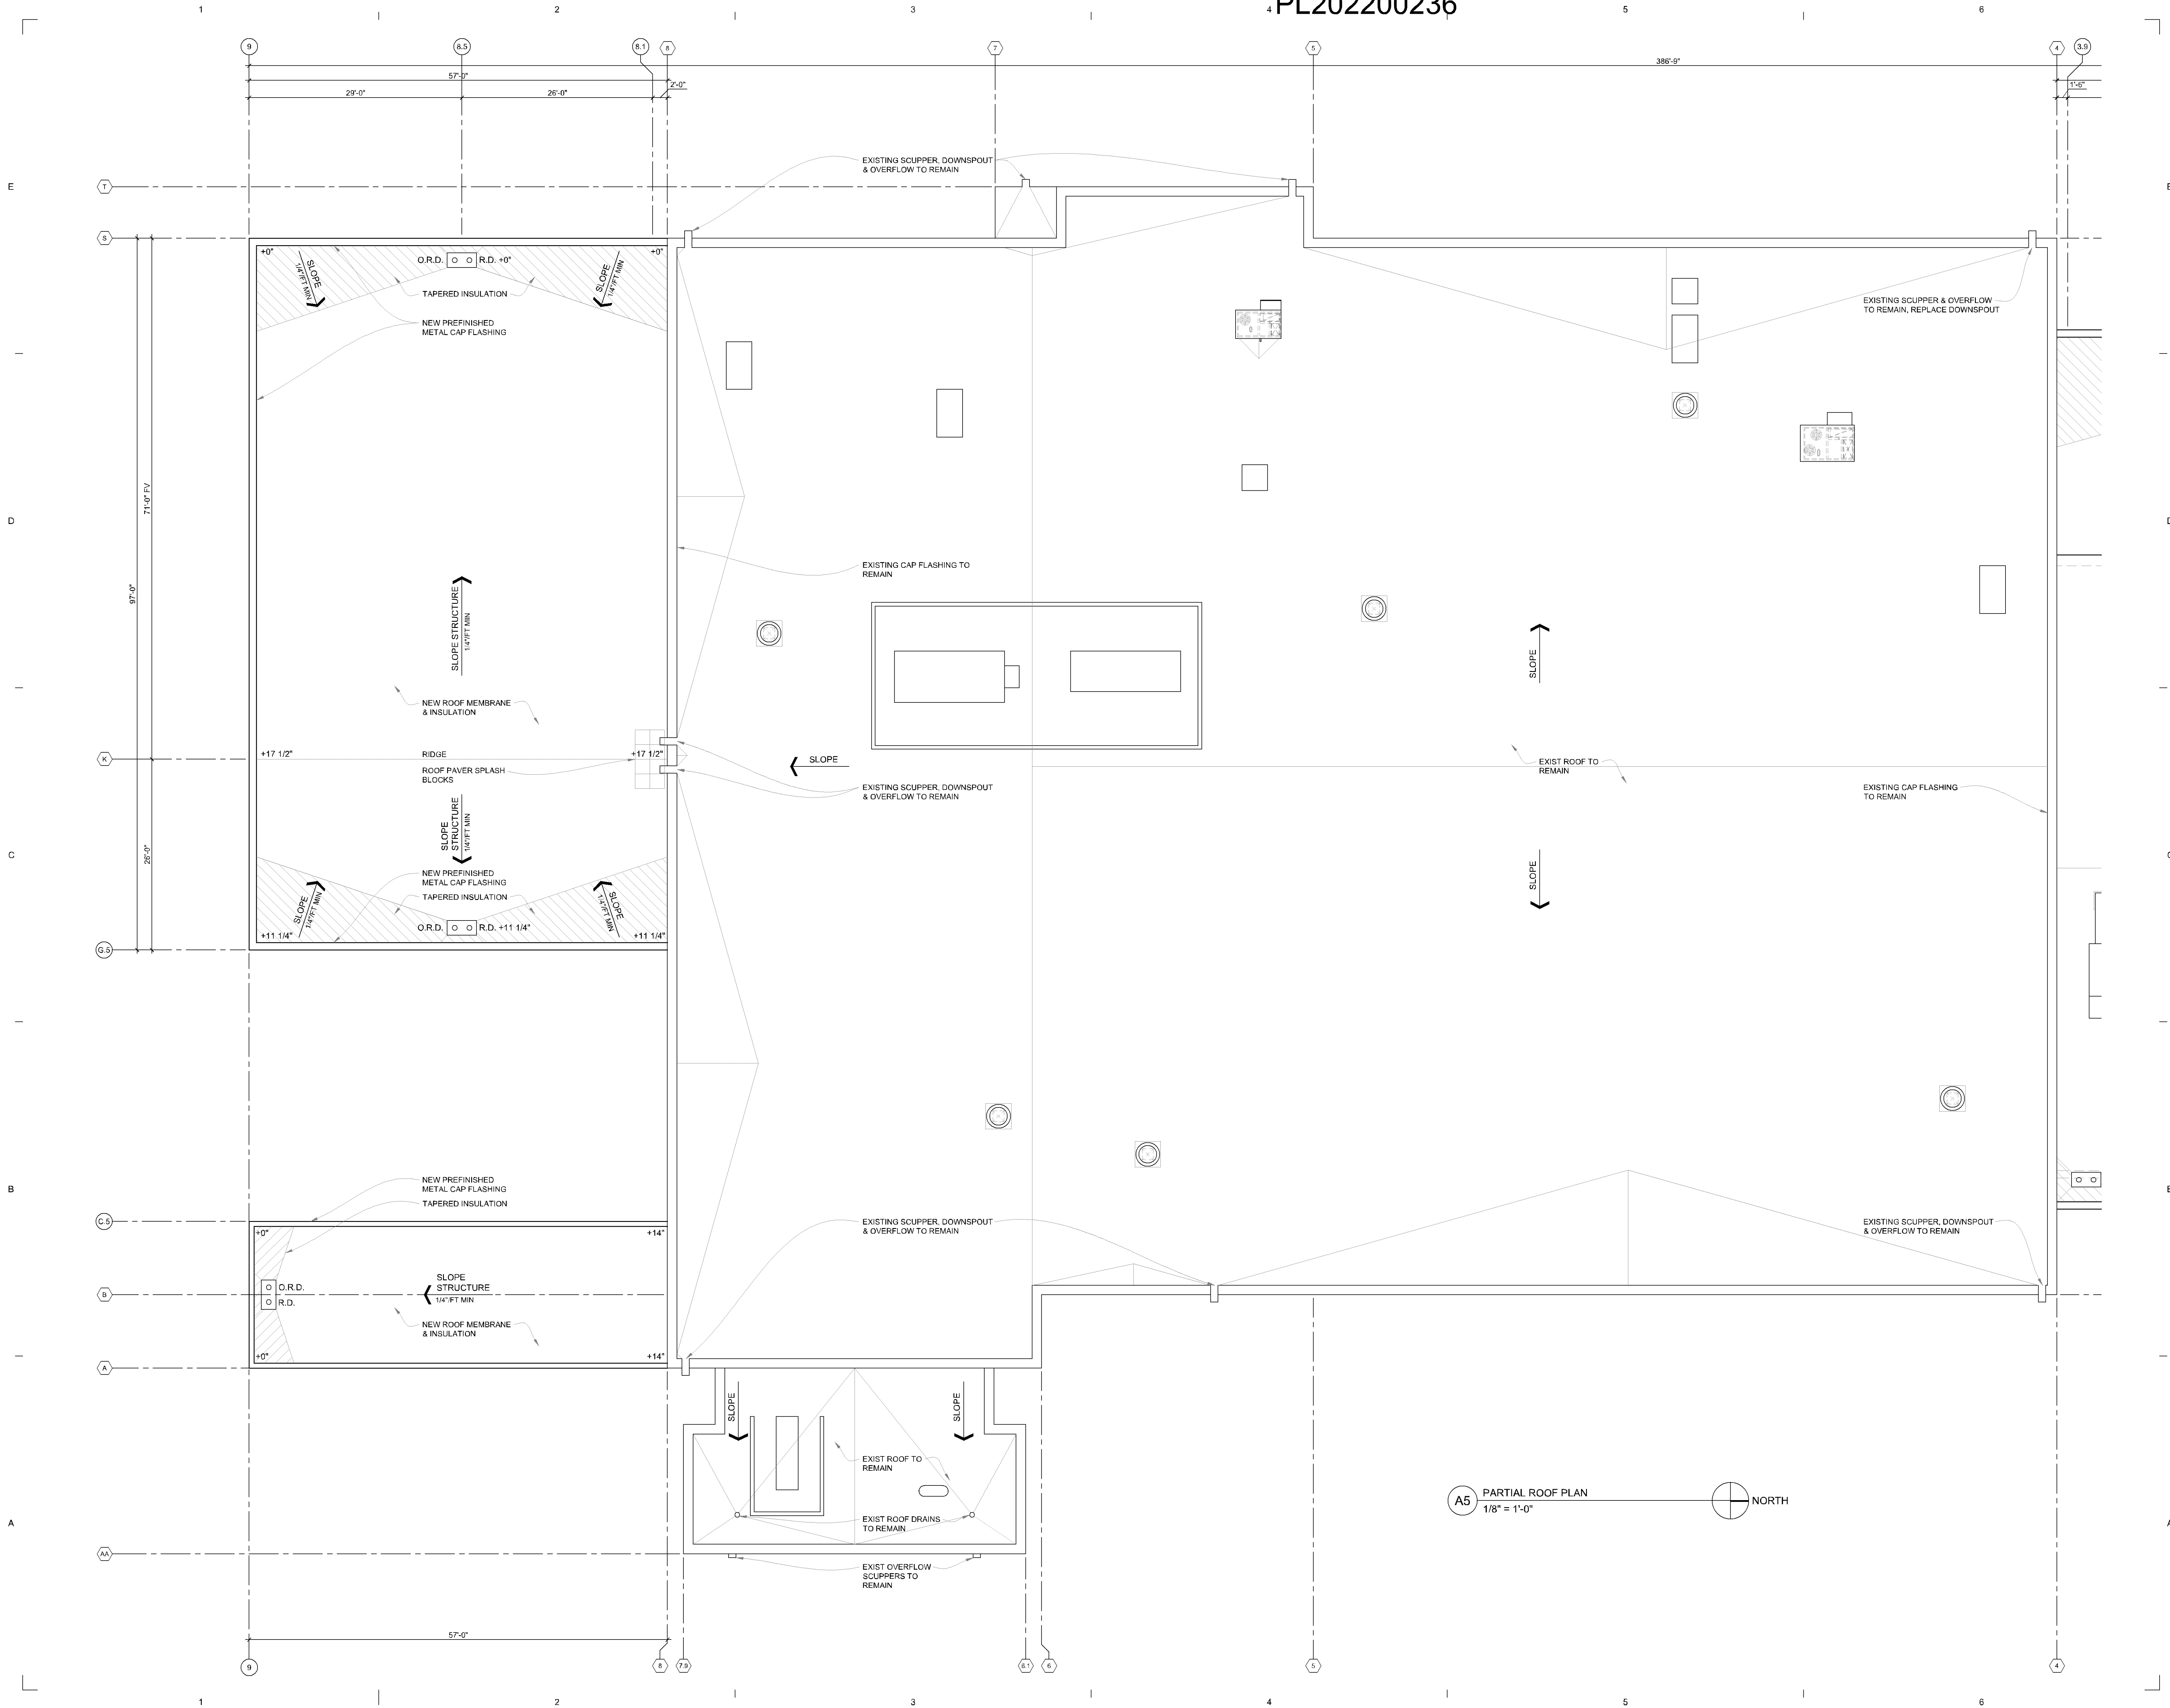 PL202200236
1
2
3
4
5
6
9
8.5
8.1
8
7
5
4
3.9
386'-9"
57'-0"
2'-0"
1'-6"
29'-0"
26'-0"
EXISTING SCUPPER, DOWNSPOUT
& OVERFLOW TO REMAIN
E
T
S
+0"
+0"
O.R.D.
R.D. +0"
SLOPE
1/4"/FT MIN
SLOPE
1/4"/FT MIN
TAPERED INSULATION
NEW PREFINISHED
METAL CAP FLASHING
EXISTING SCUPPER & OVERFLOW
TO REMAIN, REPLACE DOWNSPOUT
D
71'-0" FV
97'-0"
EXISTING CAP FLASHING TO
REMAIN
SLOPE STRUCTURE
1/4"/FT MIN
SLOPE
NEW ROOF MEMBRANE
& INSULATION
K
+17 1/2"
RIDGE
+17 1/2"
ROOF PAVER SPLASH
BLOCKS
SLOPE
EXIST ROOF TO
REMAIN
EXISTING SCUPPER, DOWNSPOUT
& OVERFLOW TO REMAIN
EXISTING CAP FLASHING
TO REMAIN
SLOPE
STRUCTURE
1/4"/FT MIN
C
26'-0"
SLOPE
NEW PREFINISHED
METAL CAP FLASHING
TAPERED INSULATION
SLOPE
1/4"/FT MIN
SLOPE
1/4"/FT MIN
+11 1/4"
O.R.D.
R.D. +11 1/4"
+11 1/4"
G.5
B
NEW PREFINISHED
METAL CAP FLASHING
TAPERED INSULATION
C.5
+0"
+14"
EXISTING SCUPPER, DOWNSPOUT
& OVERFLOW TO REMAIN
EXISTING SCUPPER, DOWNSPOUT
& OVERFLOW TO REMAIN
B
O.R.D.
R.D.
SLOPE
STRUCTURE
1/4"/FT MIN
NEW ROOF MEMBRANE
& INSULATION
+0"
+14"
A
SLOPE
SLOPE
EXIST ROOF TO
REMAIN
A5
PARTIAL ROOF PLAN
1/8" = 1'-0"
NORTH
A
EXIST ROOF DRAINS
TO REMAIN
AA
EXIST OVERFLOW
SCUPPERS TO
REMAIN
57'-0"
9
8
7.9
6.1
6
5
4
1
2
3
4
5
6